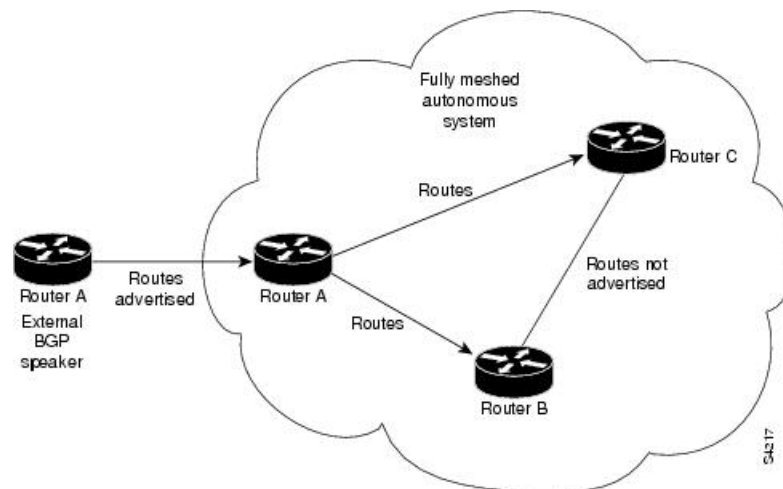 Fully meshed
autonomous
system
Router C
Routes
Routes not
advertised
Router A
Routes
advertised
Router A
External
BGP
speaker
Routes
Router B
S4217